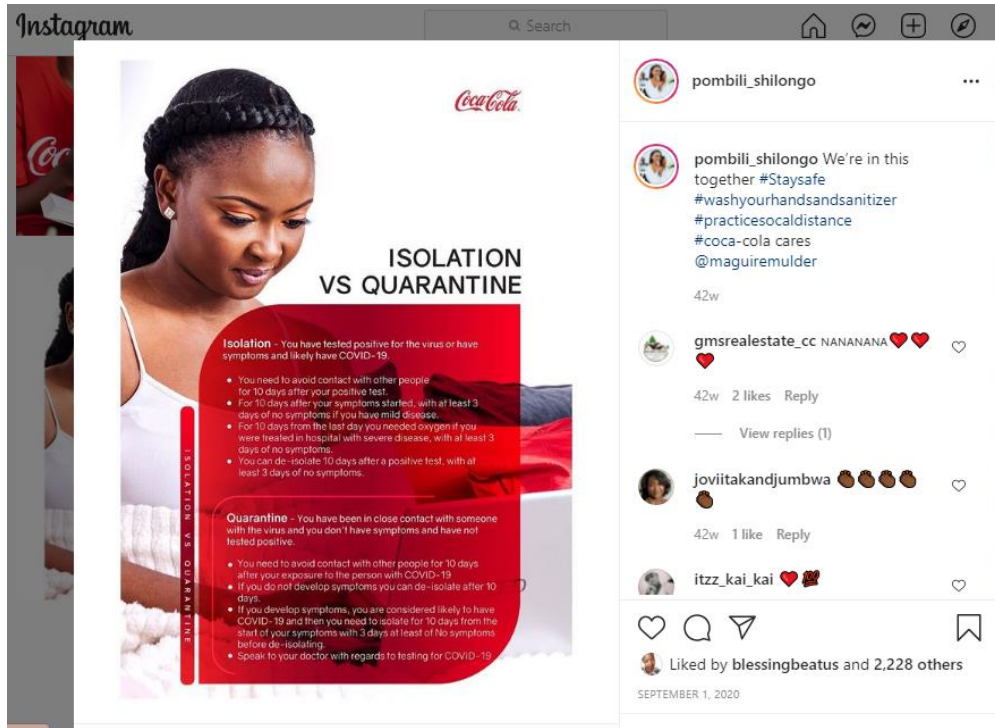 Instagram
Search
Coca-Cola
Co
ISOLATION
VS QUARANTINE
Isolation - You have tested positive for the virus or have
symptoms and likely have COVID-19.
• You need to avoid contact with other people
for 10 days after your positive test.
• For 10 days after your symptoms started, with at least 3
days of no symptoms if you have mild disease.
• For 10 days from the last day you needed oxygen if you
were treated in hospital with severe disease, with at least 3
days of no symptoms.
• You can de-isolate 10 days after a positive test, with at
least 3 days of no symptoms.
ISOLATION VS QUARANTINE
Quarantine - You have been in close contact with someone
with the virus and you don't have symptoms and have not
tested positive.
• You need to avoid contact with other people for 10 days
after your exposure to the person with COVID-19
• If you do not develop symptoms you can de-isolate after 10
days.
• If you develop symptoms, you are considered likely to have
COVID-19 and then you need to isolate for 10 days from the
start of your symptoms with 3 days at least of No symptoms
before de-isolating.
• Speak to your doctor with regards to testing for COVID-19
pombili_shilongo
pombili_shilongo We're in this
together #Staysafe
#washyourhandsandsanitizer
#practicesocaldistance
#coca-cola cares
@maguiremulder
42w
gmsrealestate_cc NANANANA❤️❤️
❤️
42w 2 likes Reply
View replies (1)
joviitakandjumbwa 👏🏾👏🏾👏🏾👏🏾
👏🏾
42w 1 like Reply
itzz_kai_kai ❤️💯
Liked by blessingbeatus and 2,228 others
SEPTEMBER 1, 2020